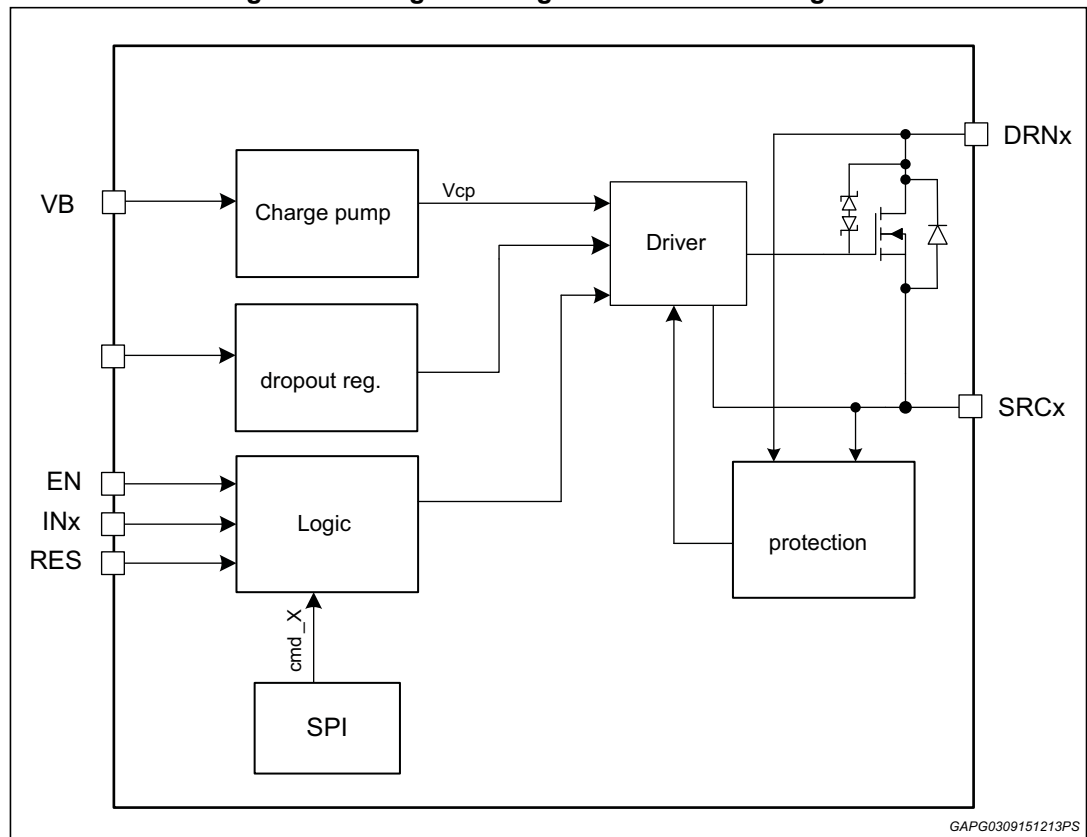 VB
Charge pump
Vcp
Driver
DRNx
dropout reg.
SRCx
EN
INx
RES
Logic
protection
cmd_X
SPI
GAPG0309151213PS